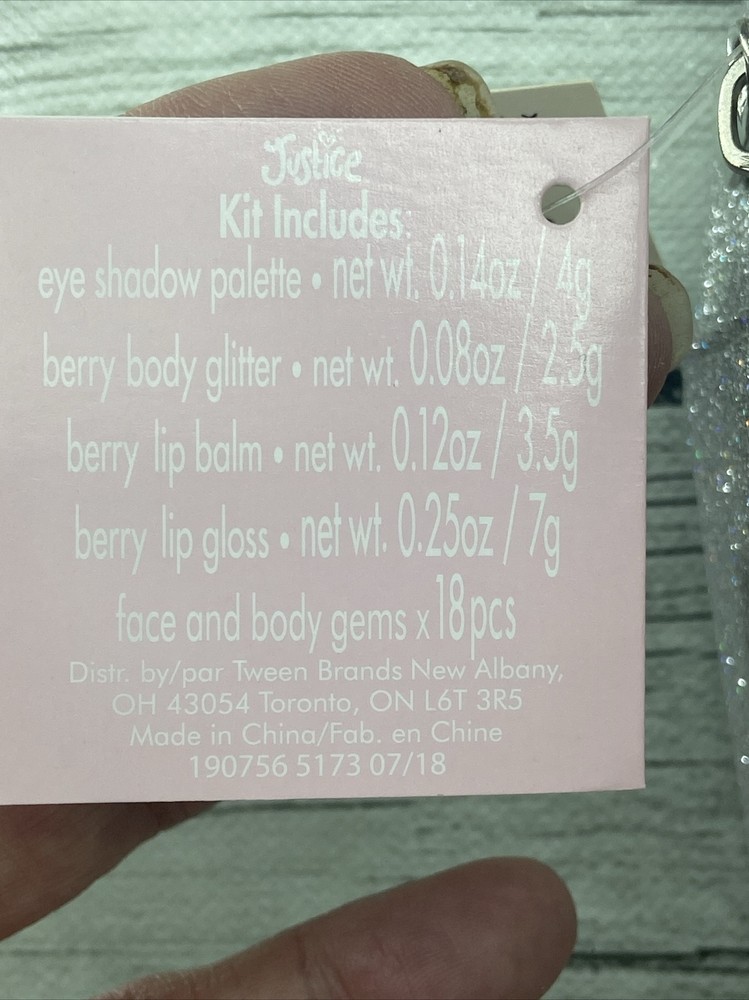 Justice
Kit Includes:
eye shadow palette • net wt. 0.14oz / 4g
berry body glitter • net wt. 0.08oz / 2.5g
berry lip balm • net wt. 0.12oz / 3.5g
berry lip gloss • net wt. 0.25oz / 7g
face and body gems x 18pcs
Distr. by/par Tween Brands New Albany,
OH 43054 Toronto, ON L6T 3R5
Made in China/Fab. en Chine
190756 5173 07/18